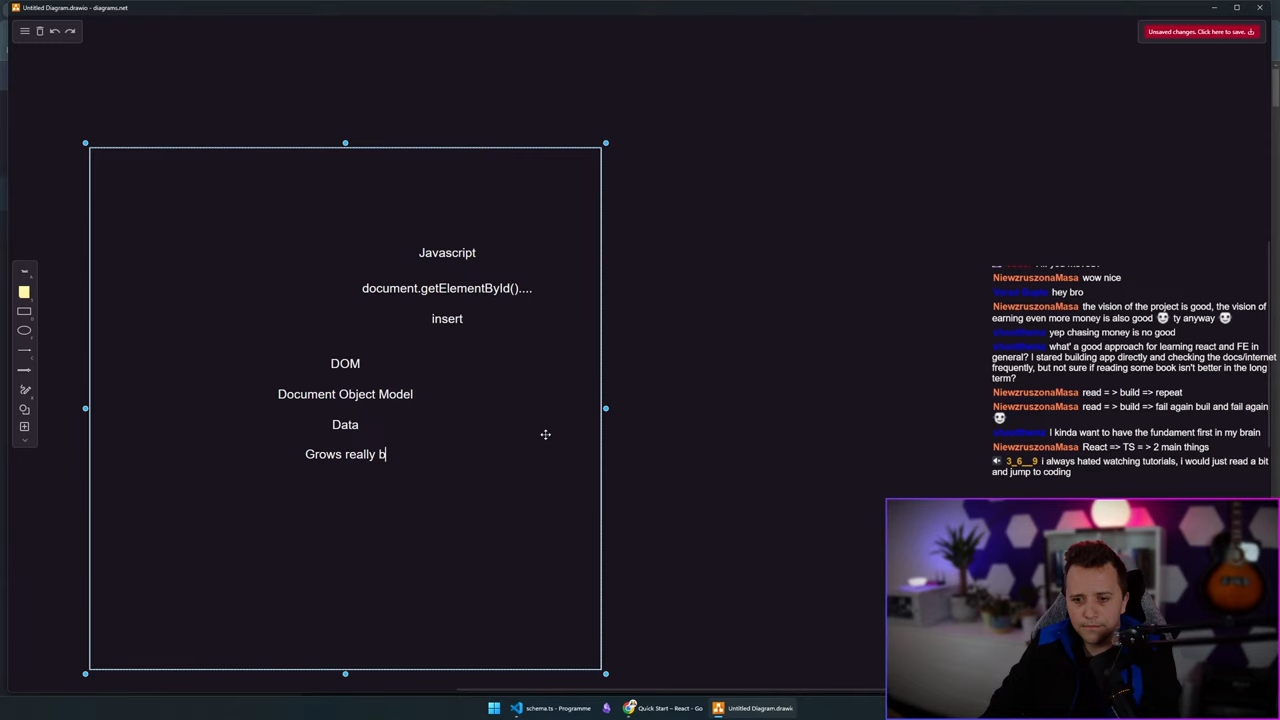 Untitled Diagram.drawio - diagrams.net
Unsaved changes. Click here to save.
Javascript
document.getElementById()....
insert
DOM
Document Object Model
Data
Grows really b
NiewzruszonaMasa wow nice
hey bro
NiewzruszonaMasa the vision of the project is good, the vision of
earning even more money is also good ty anyway
yep chasing money is no good
what' a good approach for learning react and FE in
general? I stared building app directly and checking the docs/internet
frequently, but not sure if reading some book isn't better in the long
term?
NiewzruszonaMasa read = > build => repeat
NiewzruszonaMasa read = > build => fail again buil and fail again
I kinda want to have the fundament first in my brain
NiewzruszonaMasa React => TS = > 2 main things
3_6__9 i always hated watching tutorials, i would just read a bit
and jump to coding
schema.ts - Programme
Quick Start – React - Go
Untitled Diagram.drawio